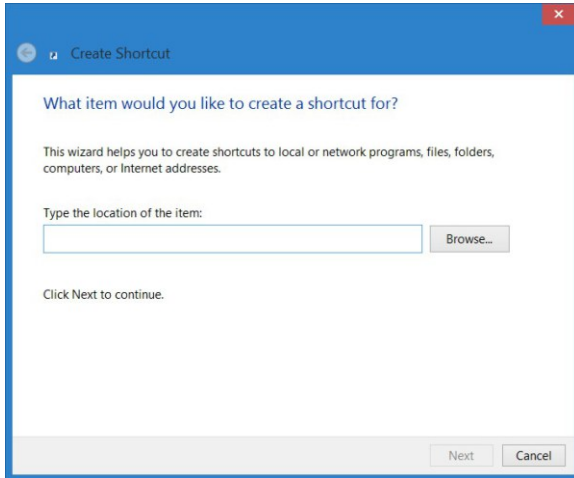 Create Shortcut
What item would you like to create a shortcut for?
This wizard helps you to create shortcuts to local or network programs, files, folders,
computers, or Internet addresses.
Type the location of the item:
Browse...
Click Next to continue.
Next
Cancel